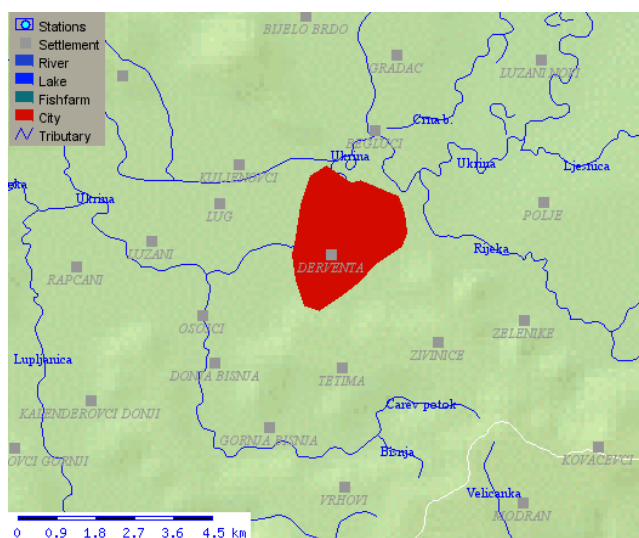 Stations
Settlement
River
Lake
Fishfarm
City
Tributary
BIJELO BRDO
GRADAC
LUZANI NOVI
Crna b.
BEGLUCI
Ukrina
Ukrina
Ljesnica
KULJENOVCI
Ukrina
LUG
POLJE
LUZANI
Rijeka
RAPCANI
DERVENTA
OSOJCI
ZELENIKE
ZIVINICE
Lupljanica
DONJA BISNJA
TETIMA
KALENDEROVCI DONJI
Carev potok
GORNJA BISNJA
Bisnja
OVCI GORNJI
KOVACEVCI
VRHOVI
Velicanka
MODRAN
0 0.9 1.8 2.7 3.6 4.5 km